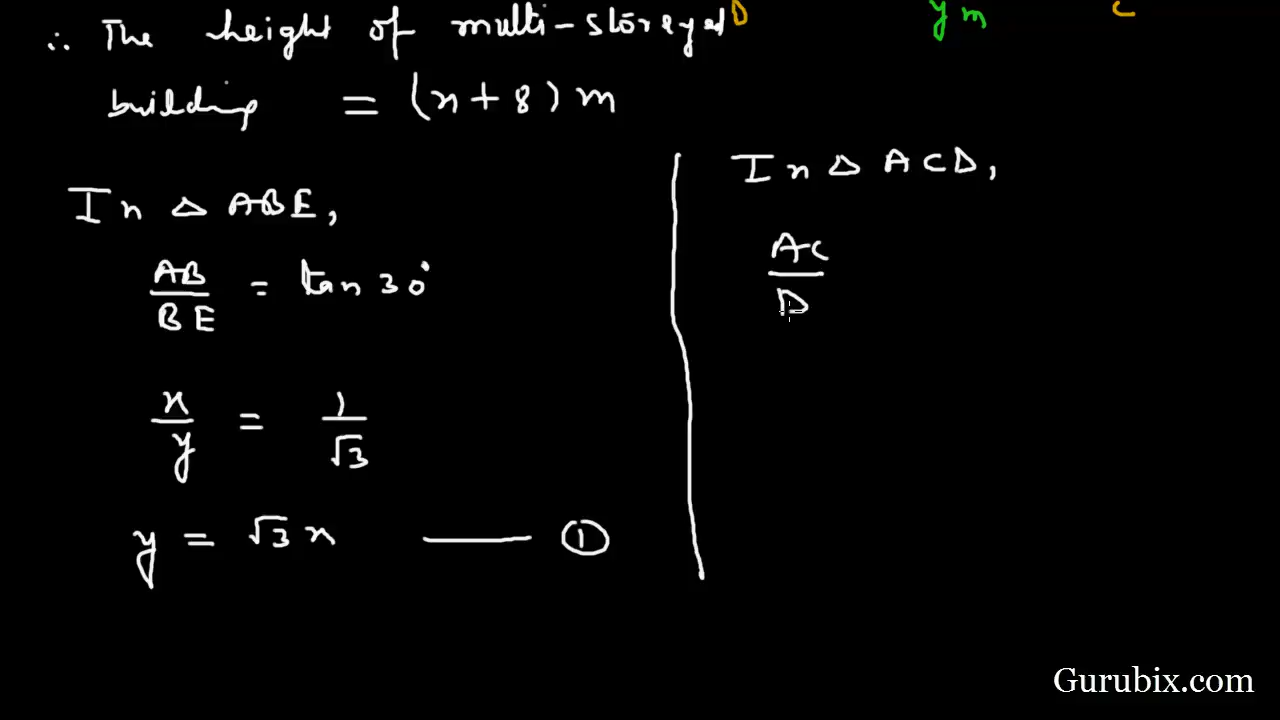 D y m C
∴ The height of multi-storeyed
building = (x+8) m
In △ ABE,
AB/BE = tan 30°
x/y = 1/√3
y = √3 x —— ①
In △ ACD,
AC/D
Gurubix.com